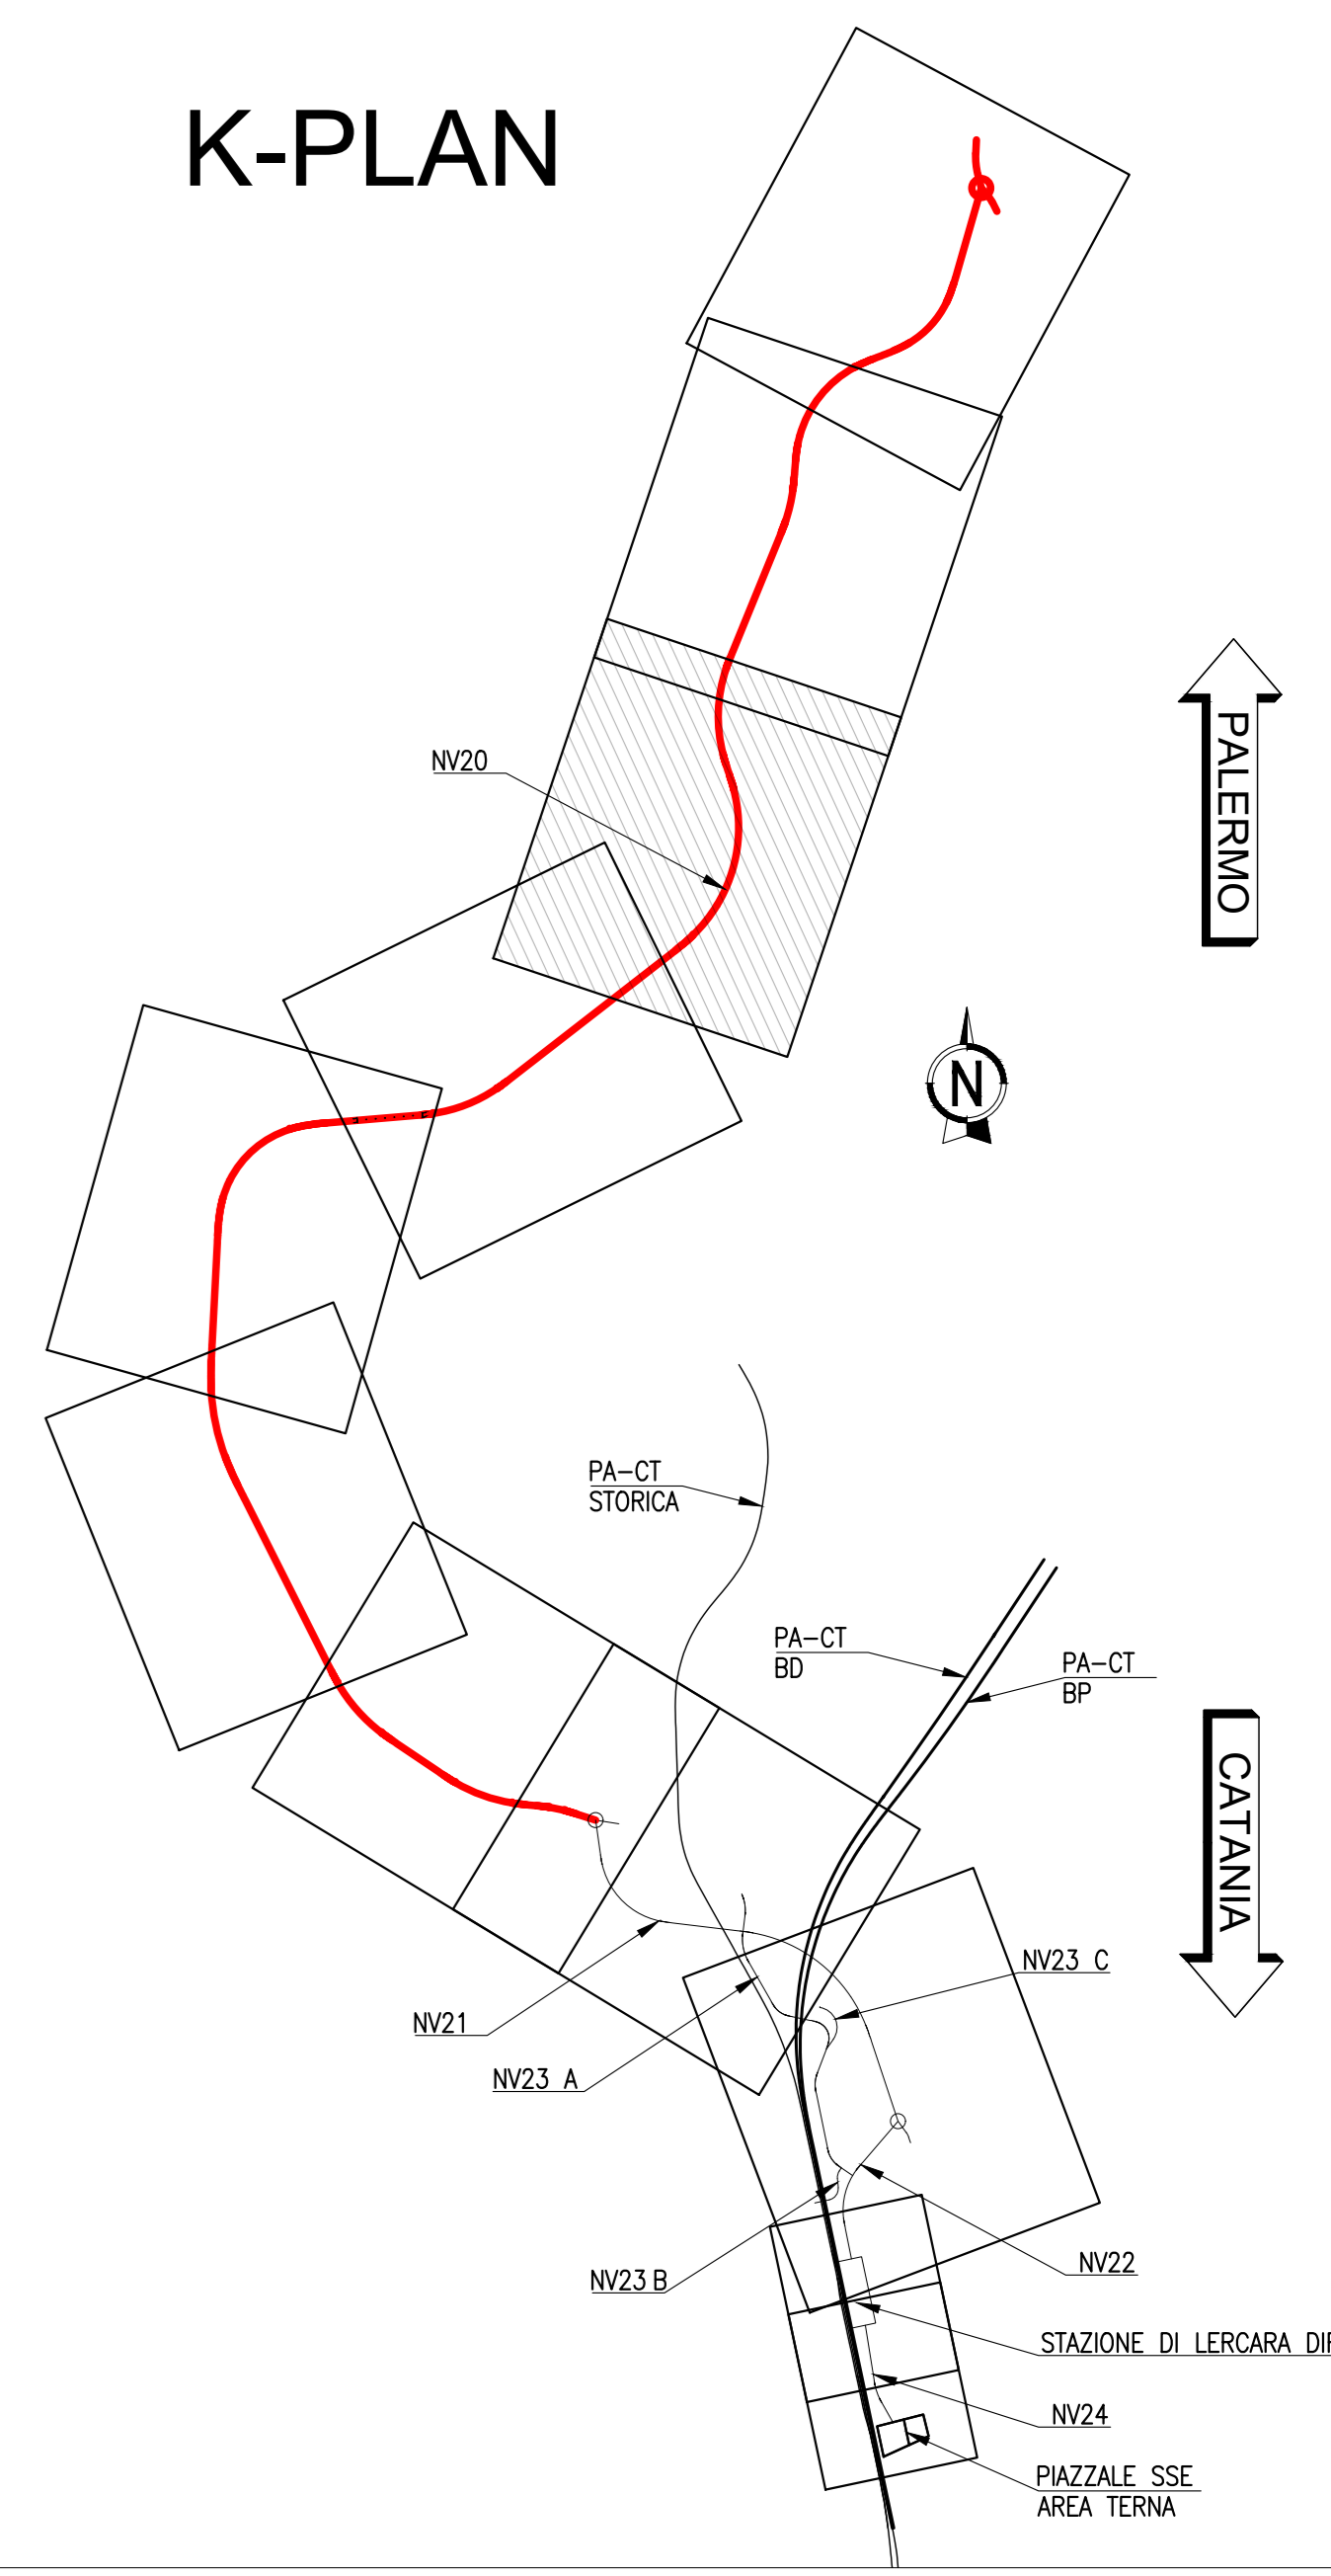 K-PLAN
PALERMO
NV20
N
PA-CT
STORICA
PA-CT
BD
PA-CT
BP
CATANIA
NV23 C
NV21
NV23 A
NV22
NV23 B
STAZIONE DI LERCARA
NV24
PIAZZALE SSE
AREA TERNA